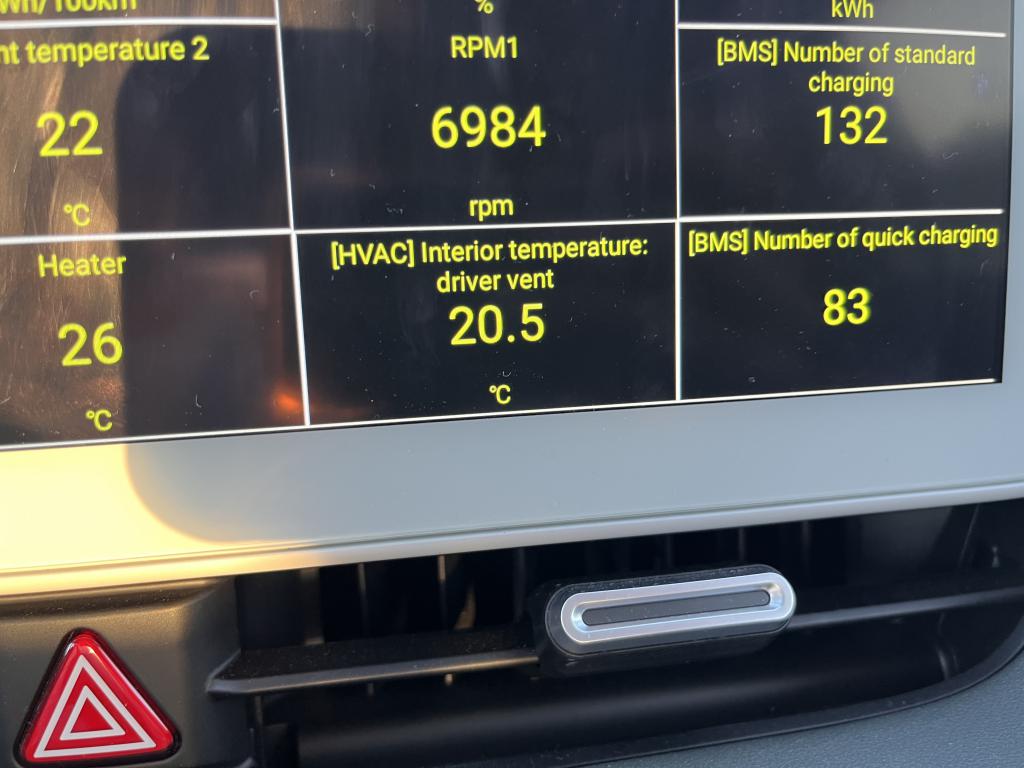 %
kWh
temperature 2
22
°C
RPM1
6984
rpm
[BMS] Number of standard
charging
132
Heater
26
°C
[HVAC] Interior temperature:
driver vent
20.5
°C
[BMS] Number of quick charging
83